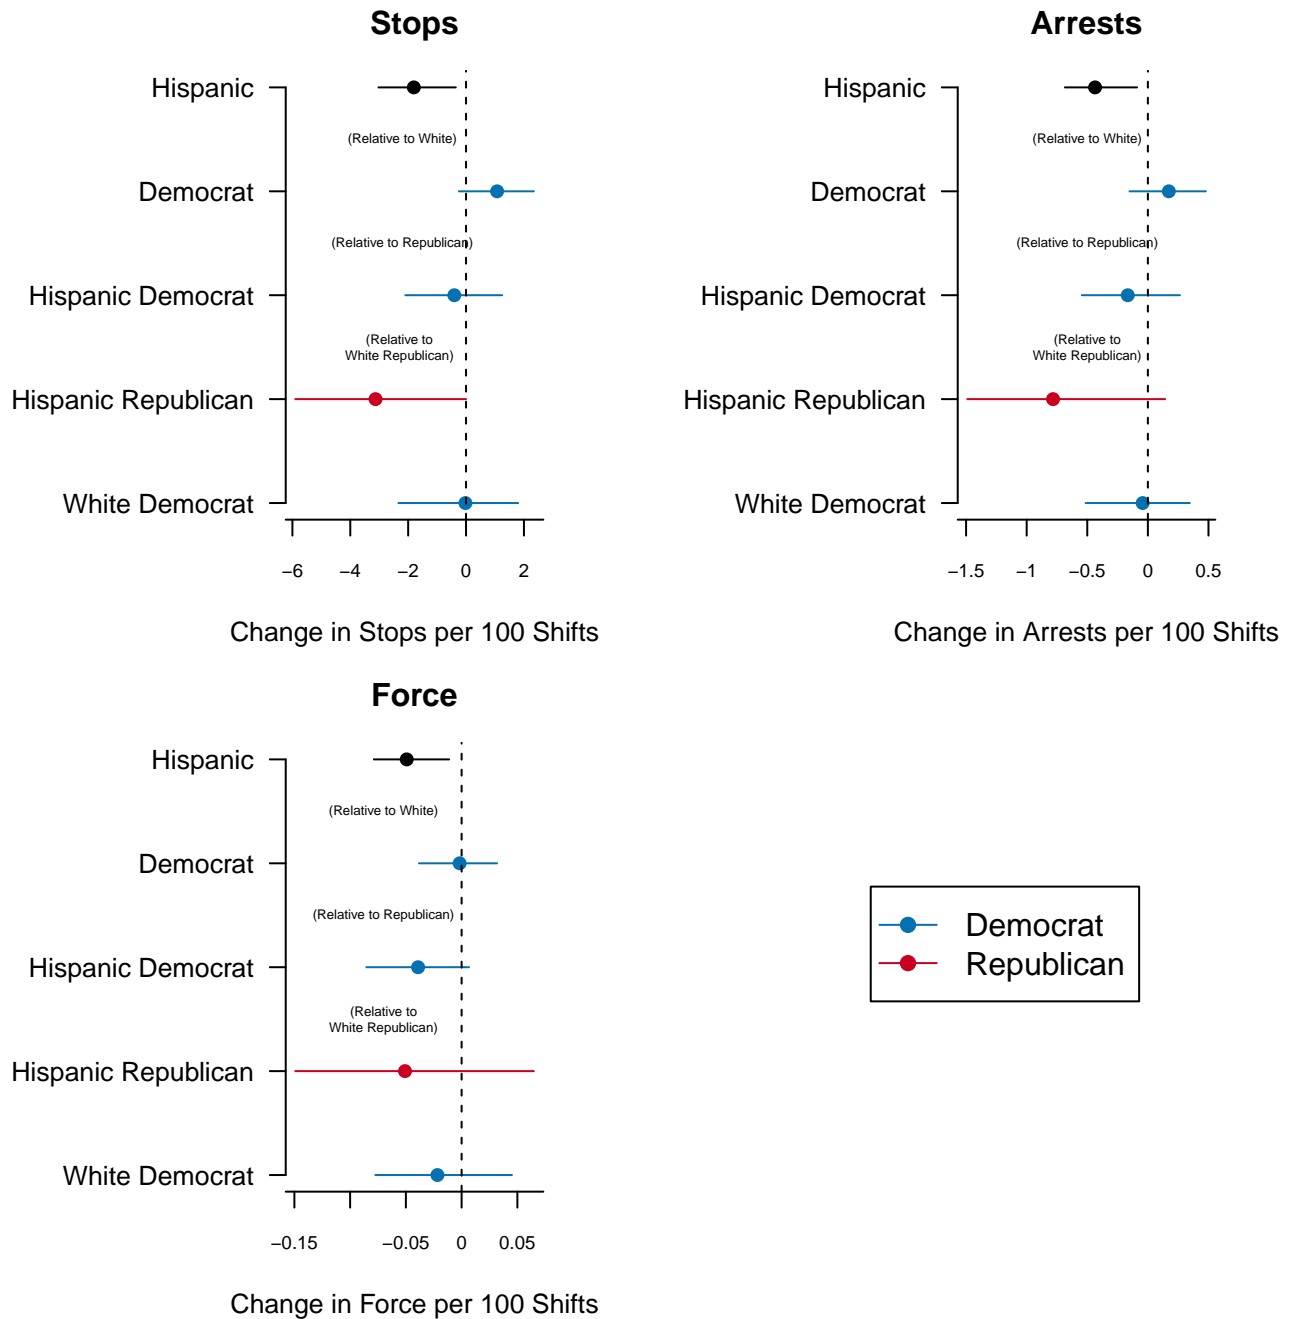 Stops
Hispanic
(Relative to White)
Democrat
(Relative to Republican)
Hispanic Democrat
(Relative to
White Republican)
Hispanic Republican
White Democrat
−6 −4 −2 0 2
Change in Stops per 100 Shifts
Arrests
Hispanic
(Relative to White)
Democrat
(Relative to Republican)
Hispanic Democrat
(Relative to
White Republican)
Hispanic Republican
White Democrat
−1.5 −1 −0.5 0 0.5
Change in Arrests per 100 Shifts
Force
Hispanic
(Relative to White)
Democrat
(Relative to Republican)
Hispanic Democrat
(Relative to
White Republican)
Hispanic Republican
White Democrat
−0.15 −0.05 0 0.05
Change in Force per 100 Shifts
Democrat
Republican